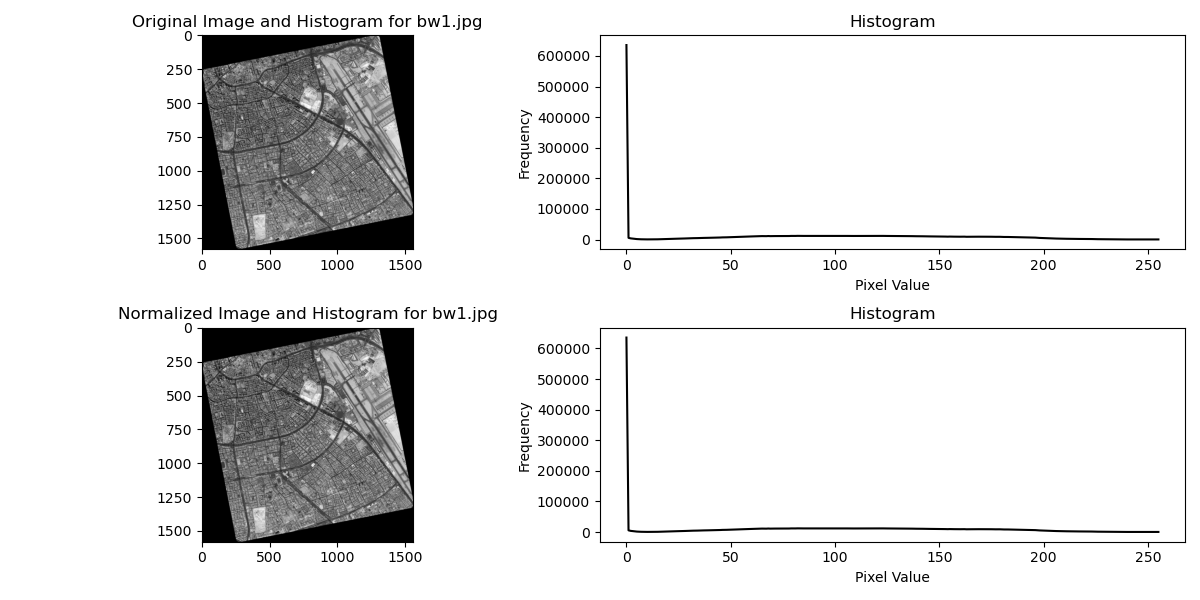 Original Image and Histogram for bw1.jpg
0
250
500
750
1000
1250
1500
0 500 1000 1500
Histogram
Frequency
600000
500000
400000
300000
200000
100000
0
0 50 100 150 200 250
Pixel Value
Normalized Image and Histogram for bw1.jpg
0
250
500
750
1000
1250
1500
0 500 1000 1500
Histogram
Frequency
600000
500000
400000
300000
200000
100000
0
0 50 100 150 200 250
Pixel Value